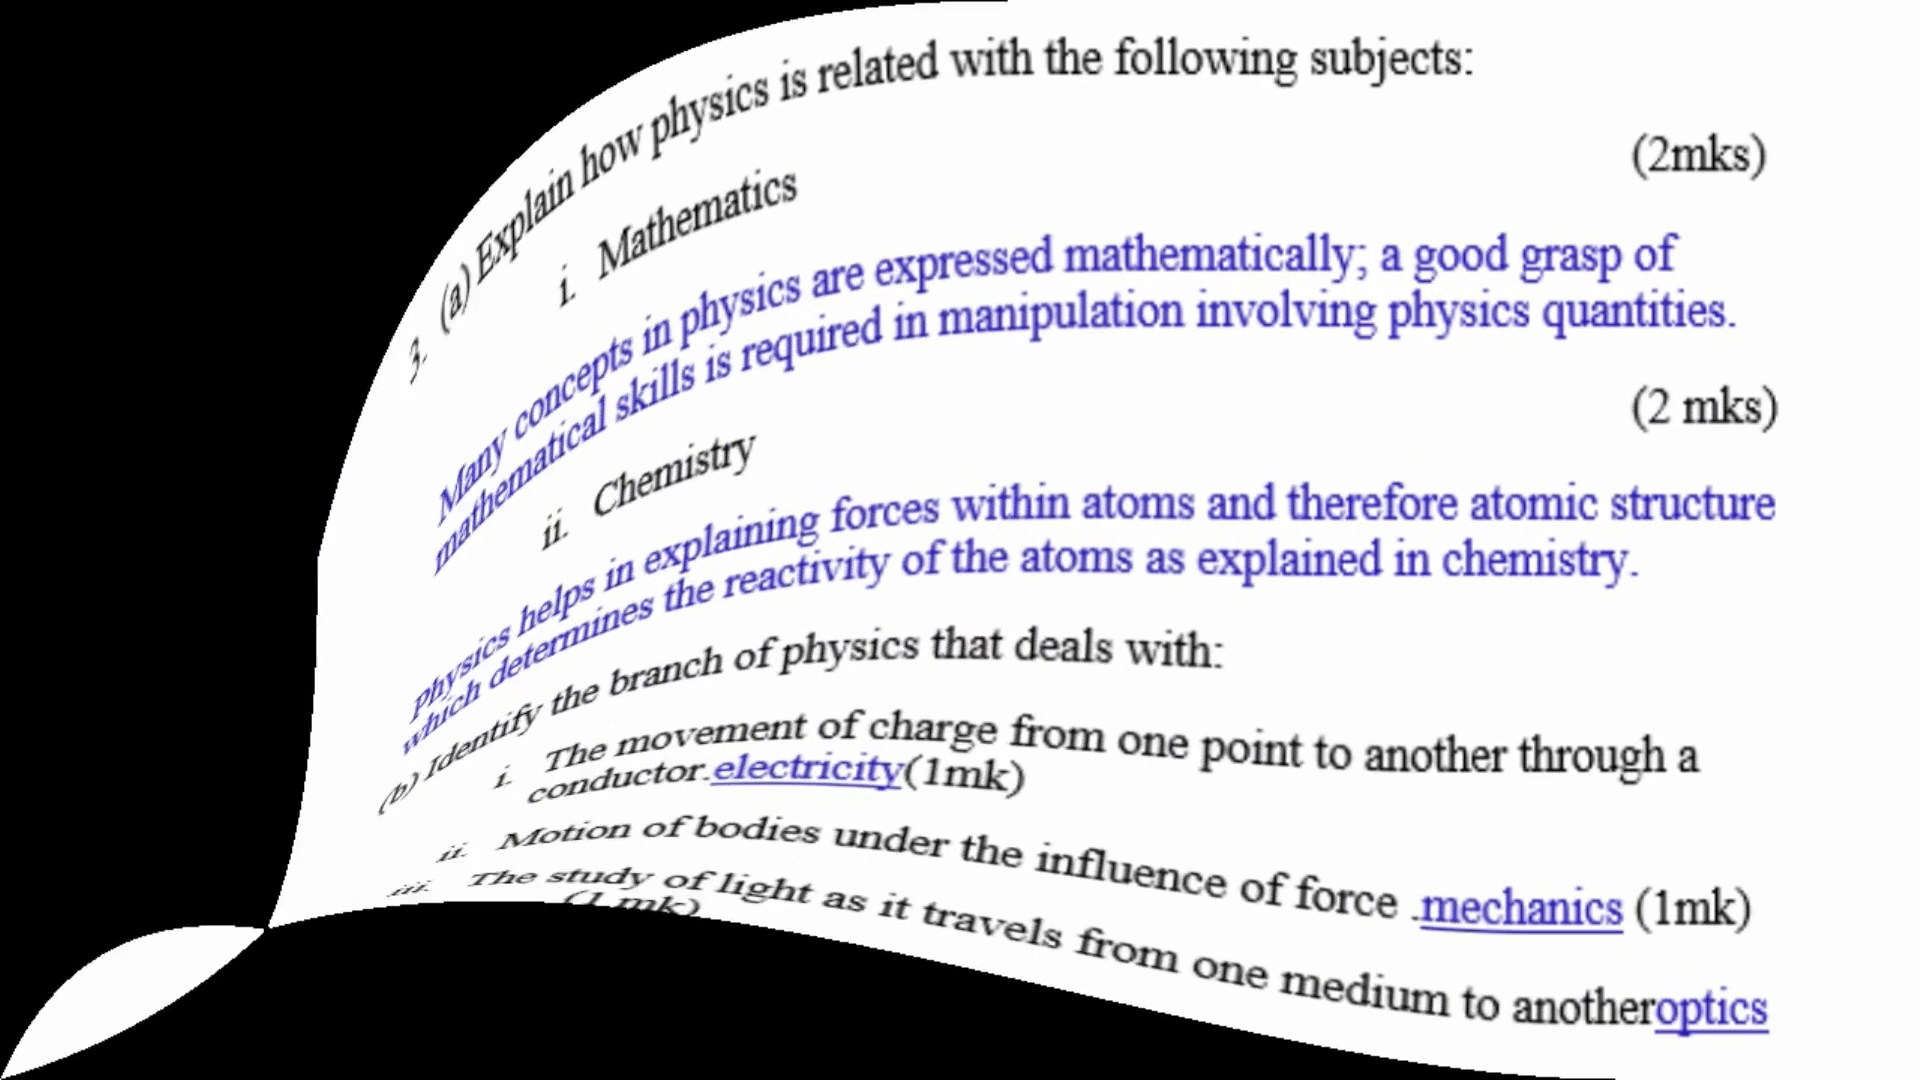 3. (a) Explain how physics is related with the following subjects:
i. Mathematics (2mks)
Many concepts in physics are expressed mathematically; a good grasp of
mathematical skills is required in manipulation involving physics quantities.
ii. Chemistry (2 mks)
Physics helps in explaining forces within atoms and therefore atomic structure
which determines the reactivity of the atoms as explained in chemistry.
(b) Identify the branch of physics that deals with:
i. The movement of charge from one point to another through a
conductor.electricity(1mk)
ii. Motion of bodies under the influence of force .mechanics (1mk)
iii. The study of light as it travels from one medium to anotheroptics
(1 mk)